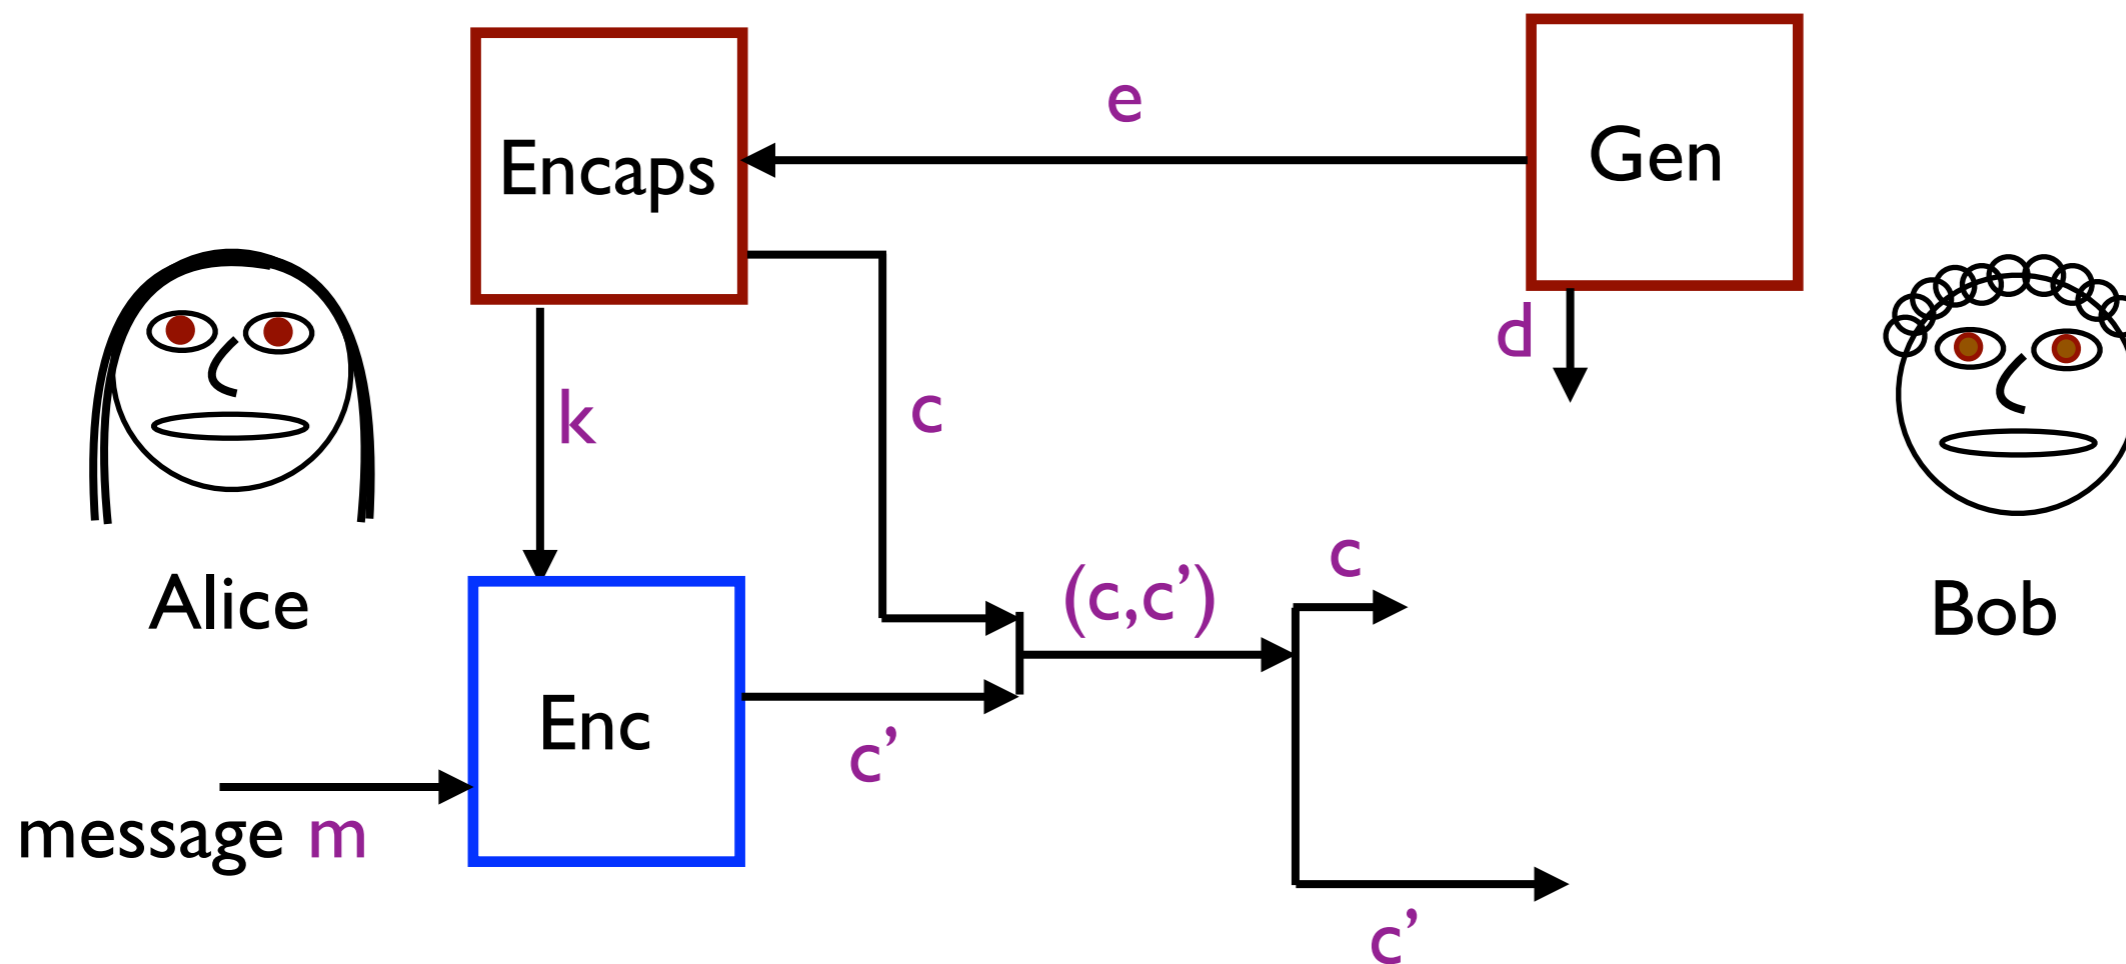 e
Encaps
Gen
d
k
c
c
(c,c’)
Alice
Bob
Enc
c’
message m
c’